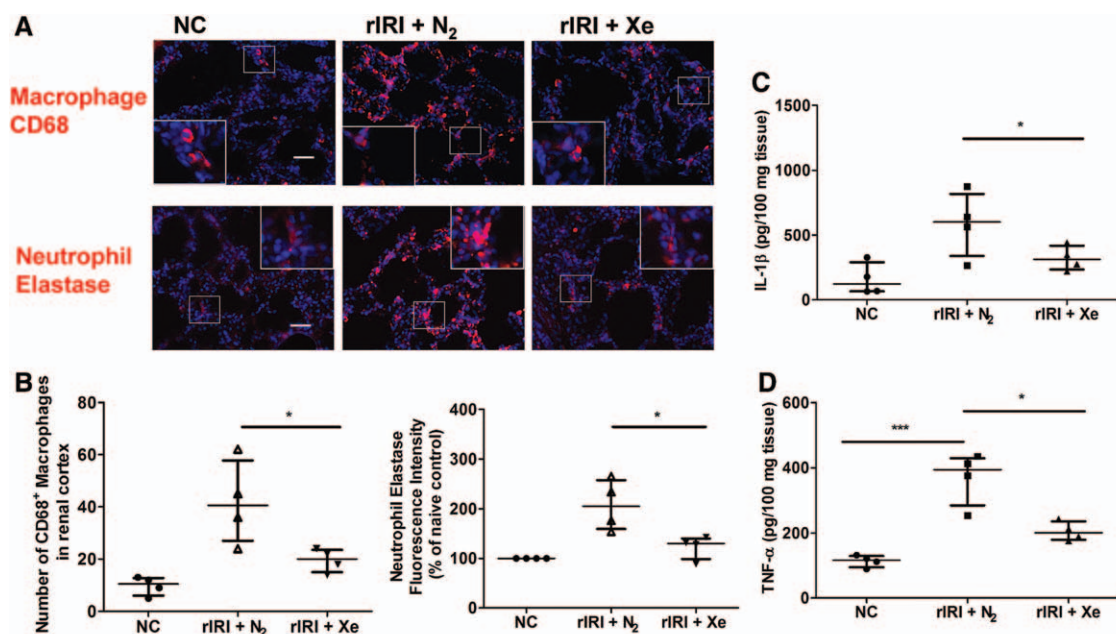 A
NC
rIRI + N2
rIRI + Xe
Macrophage
CD68
Neutrophil
Elastase
B
Number of CD68+ Macrophages
in renal cortex
80
60
40
20
0
*
NC
rIRI + N2
rIRI + Xe
Neutrophil Elastase
Fluorescence Intensity
(% of naive control)
400
300
200
100
0
*
NC
rIRI + N2
rIRI + Xe
C
IL-1β (pg/100 mg tissue)
1500
1000
500
0
*
NC
rIRI + N2
rIRI + Xe
D
TNF-α (pg/100 mg tissue)
600
400
200
0
***
*
NC
rIRI + N2
rIRI + Xe